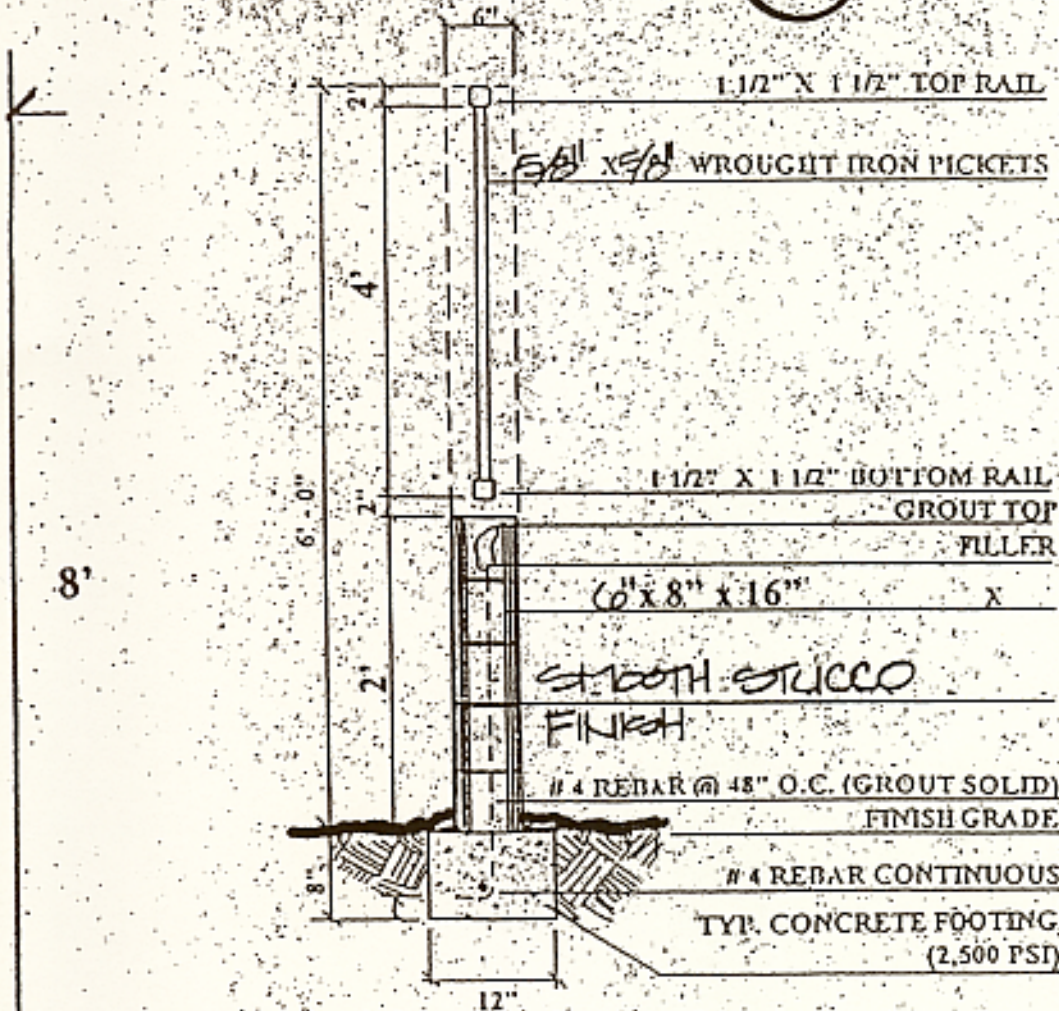 6"
1 1/2" X 1 1/2" TOP RAIL
2"
5/8" X 5/8" WROUGHT IRON PICKETS
4'
1 1/2" X 1 1/2" BOTTOM RAIL
2"
GROUT TOP
6'-0"
FILLER
8'
6" x 8" x 16" x
2'
SMOOTH STUCCO
FINISH
# 4 REBAR @ 48" O.C. (GROUT SOLID)
FINISH GRADE
8"
# 4 REBAR CONTINUOUS
TYP. CONCRETE FOOTING
(2,500 PSI)
12"